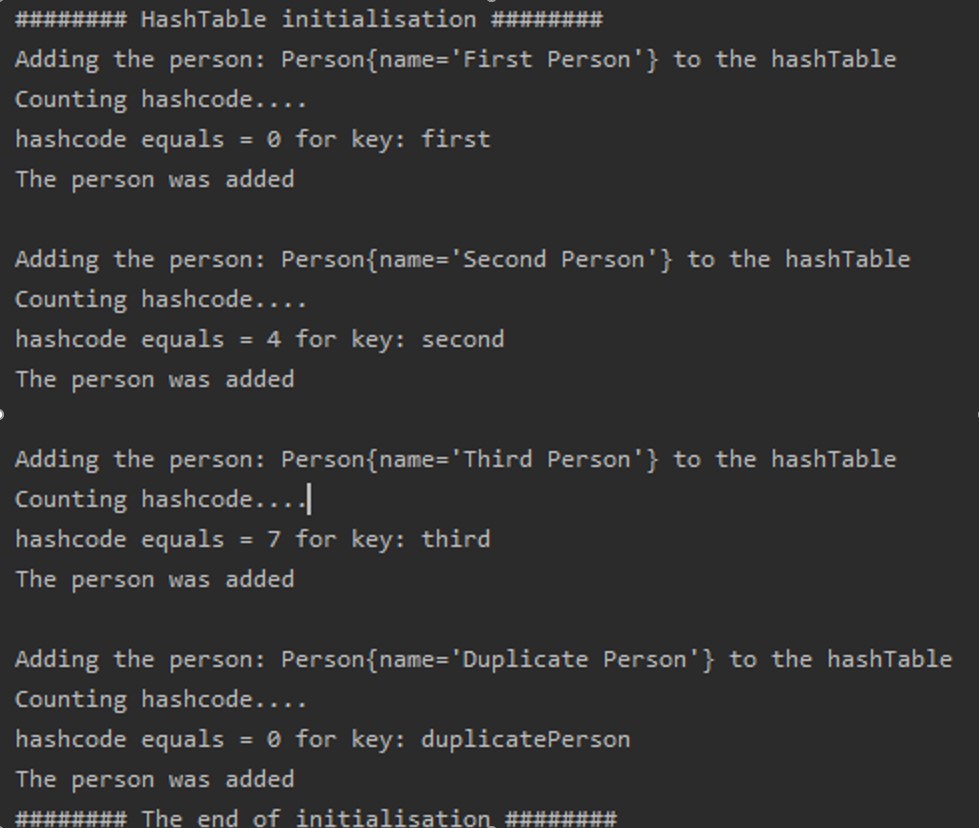 ######## HashTable initialisation ########
Adding the person: Person{name='First Person'} to the hashTable
Counting hashcode....
hashcode equals = 0 for key: first
The person was added
Adding the person: Person{name='Second Person'} to the hashTable
Counting hashcode....
hashcode equals = 4 for key: second
The person was added
Adding the person: Person{name='Third Person'} to the hashTable
Counting hashcode....
hashcode equals = 7 for key: third
The person was added
Adding the person: Person{name='Duplicate Person'} to the hashTable
Counting hashcode....
hashcode equals = 0 for key: duplicatePerson
The person was added
######## The end of initialisation ########